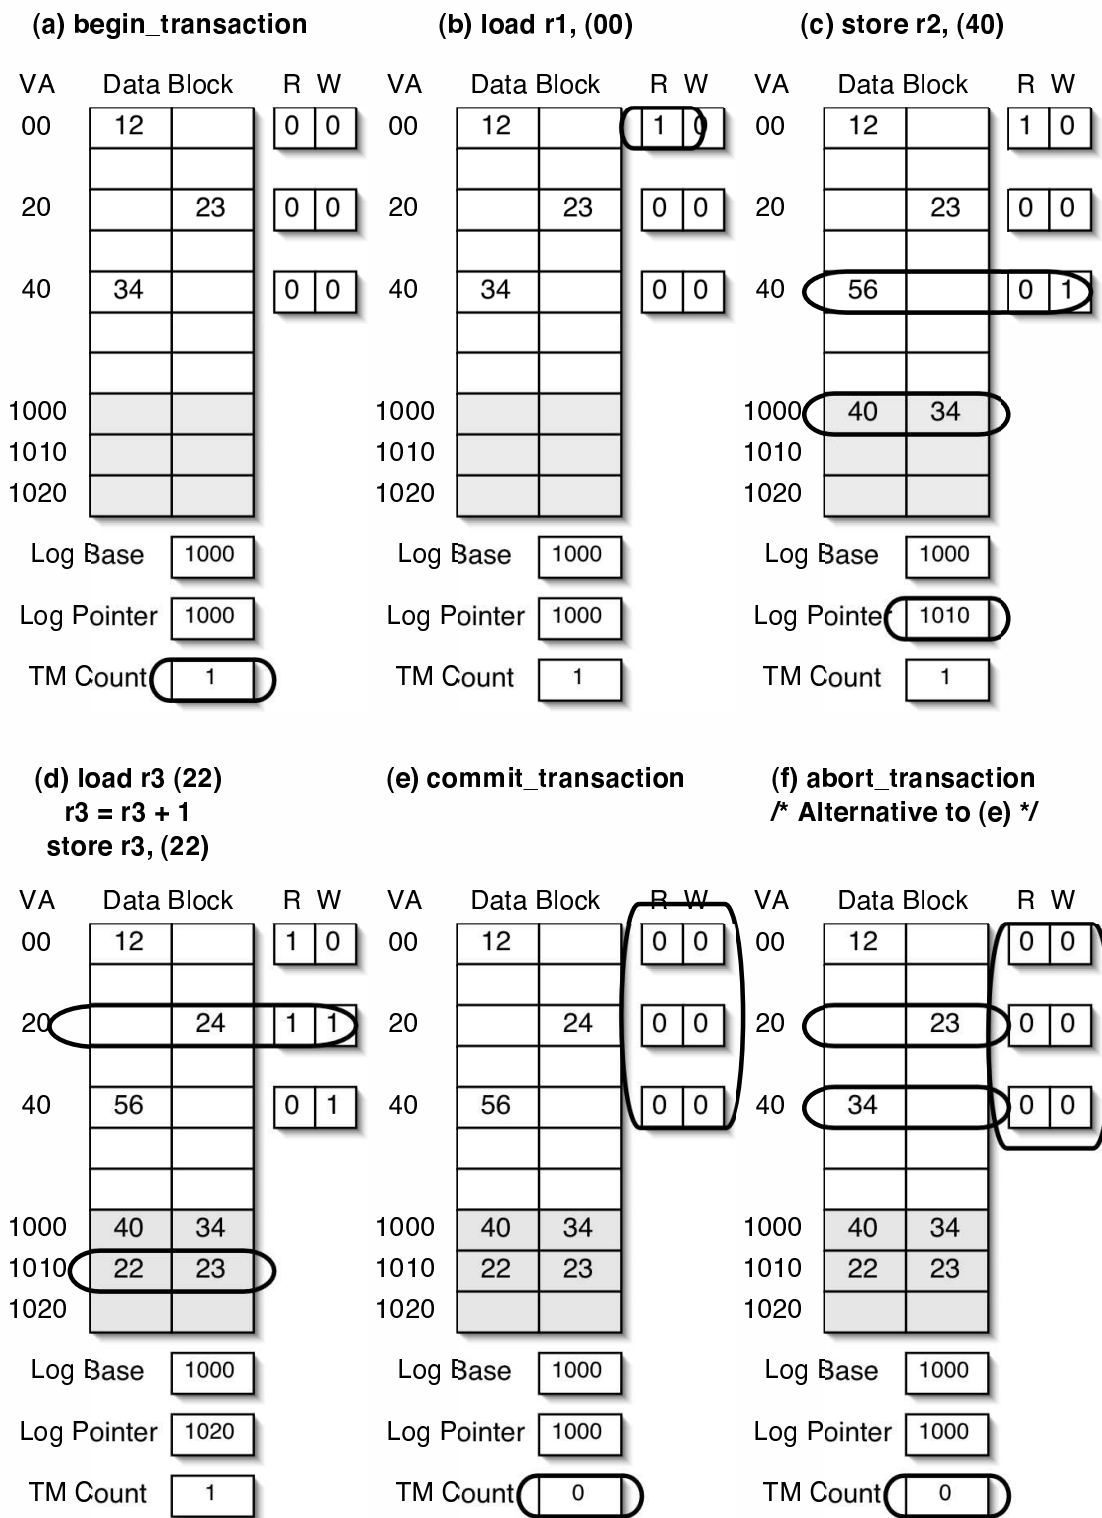 (a) begin_transaction
VA Data Block R W
00 12 0 0
20 23 0 0
40 34 0 0
1000
1010
1020
Log Base 1000
Log Pointer 1000
TM Count 1
(b) load r1, (00)
VA Data Block R W
00 12 1 0
20 23 0 0
40 34 0 0
1000
1010
1020
Log Base 1000
Log Pointer 1000
TM Count 1
(c) store r2, (40)
VA Data Block R W
00 12 1 0
20 23 0 0
40 56 0 1
1000 40 34
1010
1020
Log Base 1000
Log Pointer 1010
TM Count 1
(d) load r3 (22)
r3 = r3 + 1
store r3, (22)
VA Data Block R W
00 12 1 0
20 24 1 1
40 56 0 1
1000 40 34
1010 22 23
1020
Log Base 1000
Log Pointer 1020
TM Count 1
(e) commit_transaction
VA Data Block R W
00 12 0 0
20 24 0 0
40 56 0 0
1000 40 34
1010 22 23
1020
Log Base 1000
Log Pointer 1000
TM Count 0
(f) abort_transaction
/* Alternative to (e) */
VA Data Block R W
00 12 0 0
20 23 0 0
40 34 0 0
1000 40 34
1010 22 23
1020
Log Base 1000
Log Pointer 1000
TM Count 0